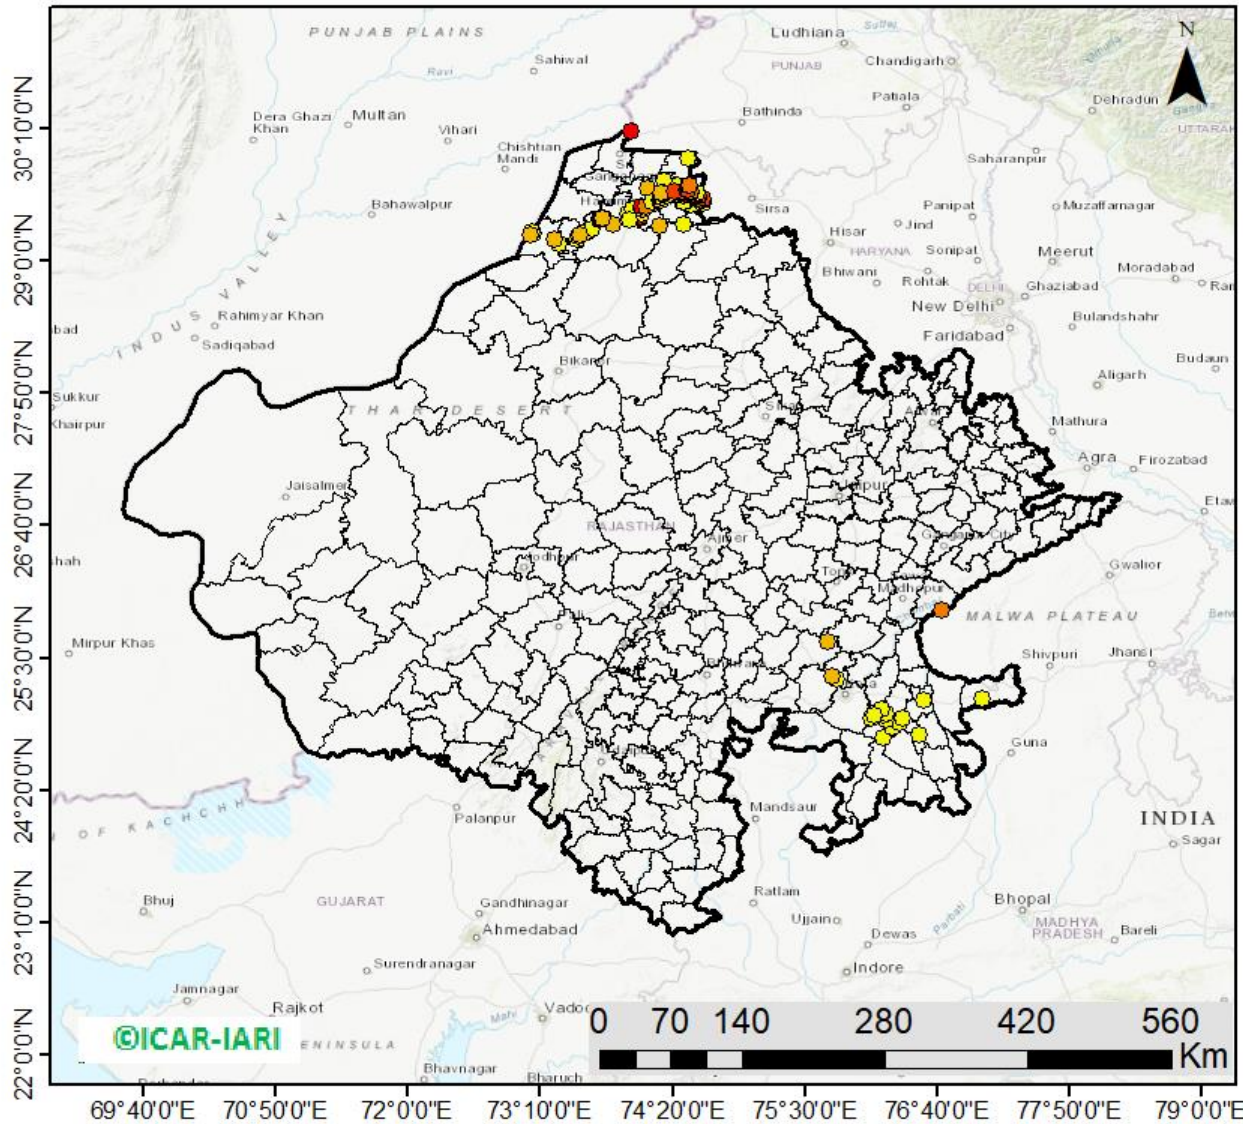 PUNJAB PLAINS
Ludhiana
Sutlej
N
Sahiwal
Chandigarh
PUNJAB
Ravi
Patiala
Dehradun
Dera Ghazi
Khan
Multan
Bathinda
Vihari
Chishtian
Mandi
Saharanpur
Bahawalpur
Sirsa
Panipat
Muzaffarnagar
Jind
Hisar
HARYANA
Sonipat
Meerut
Bhiwani
Rohtak
DELHI
Ghaziabad
Moradabad
New Delhi
INDUS VALLEY
Rahimyar Khan
Bulandshahr
Sadiqabad
Faridabad
Budaun
Bikaner
Aligarh
Sukkur
THAR DESERT
Khairpur
Mathura
Agra
Firozabad
Jaisalmer
RAJASTHAN
Ajmer
Gwalior
Madhopur
MALWA PLATEAU
Mirpur Khas
Shivpuri
Jhansi
Guna
Mandsaur
INDIA
Palanpur
Sagar
Ratlam
Bhuj
GUJARAT
Gandhinagar
Bhopal
Ujjain
MADHYA
PRADESH
Ahmedabad
Parbati
Dewas
Bareli
Surendranagar
Indore
Jamnagar
Rajkot
Mahi
©ICAR-IARI
Bhavnagar
Bharuch
0 70 140 280 420 560
Km
30°10'0"N
29°0'0"N
27°50'0"N
26°40'0"N
25°30'0"N
24°20'0"N
23°10'0"N
22°0'0"N
69°40'0"E 70°50'0"E 72°0'0"E 73°10'0"E 74°20'0"E 75°30'0"E 76°40'0"E 77°50'0"E 79°0'0"E